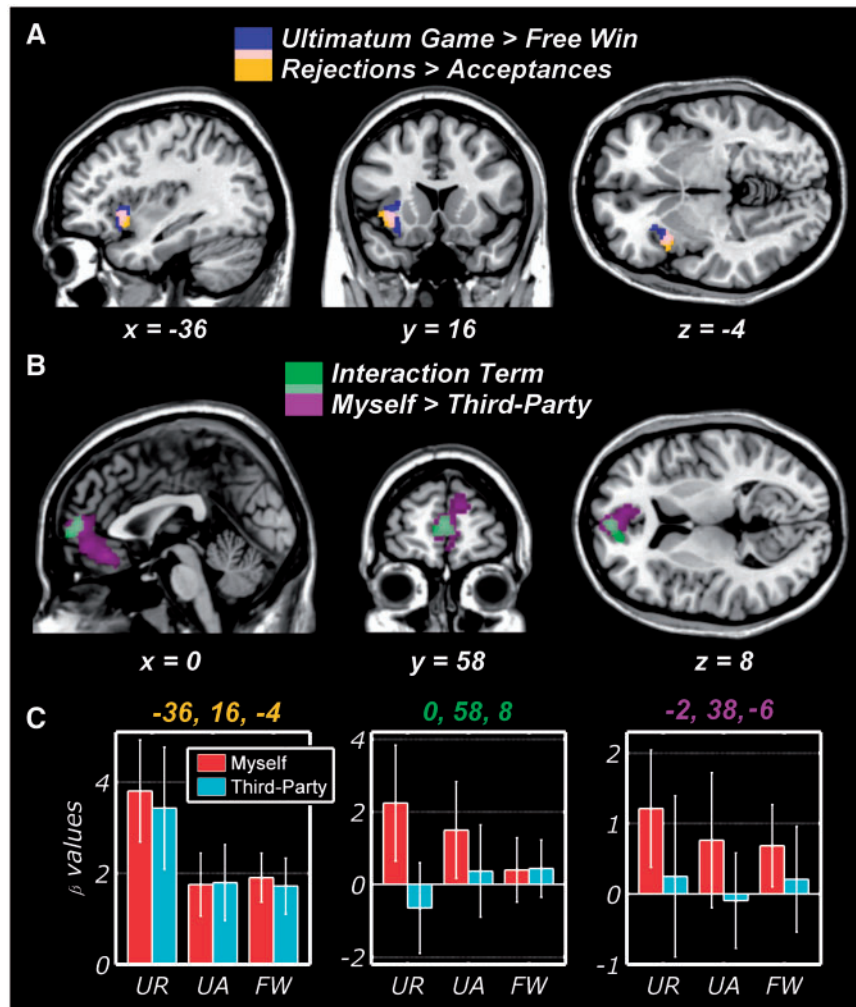 A
Ultimatum Game > Free Win
Rejections > Acceptances
x = -36
y = 16
z = -4
B
Interaction Term
Myself > Third-Party
x = 0
y = 58
z = 8
C
-36, 16, -4
0, 58, 8
-2, 38, -6
β values
4
2
0
Myself
Third-Party
UR
UA
FW
4
2
0
-2
UR
UA
FW
2
1
0
-1
UR
UA
FW